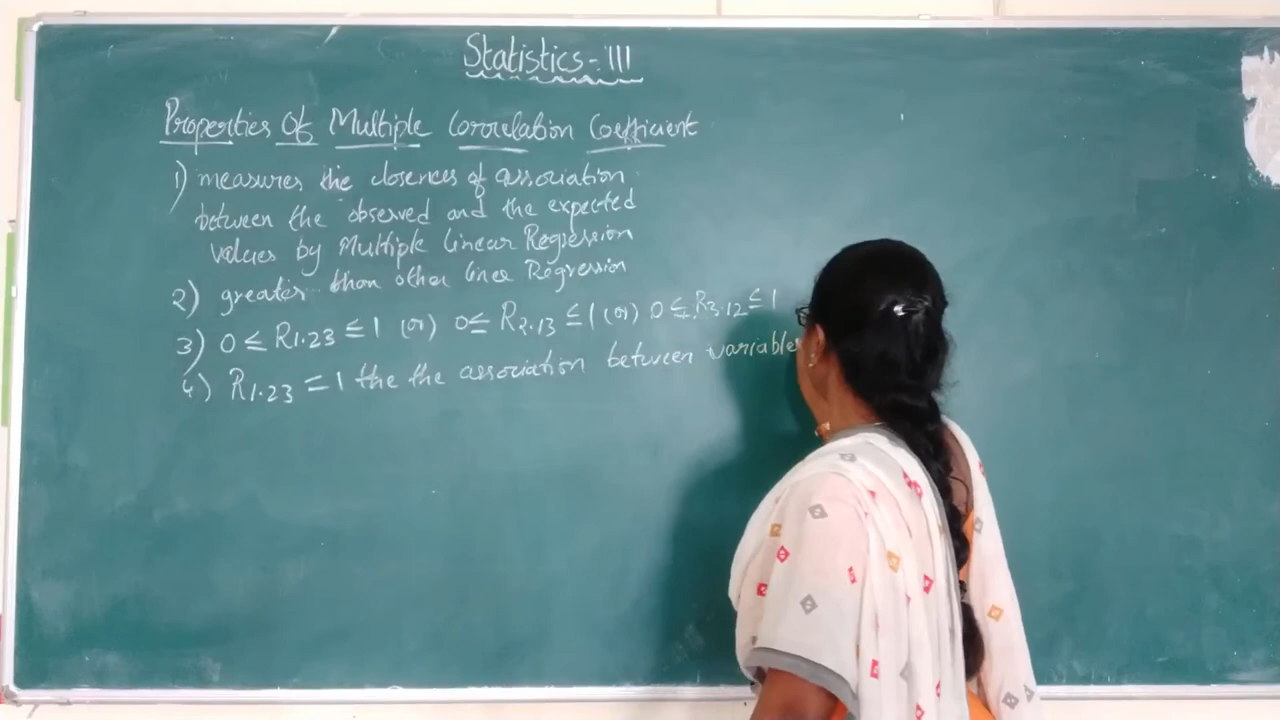 Statistics-III
Properties Of Multiple Correlation Coefficient
1) measures the closences of association
between the observed and the expected
values by Multiple linear Regression
2) greater than other linea Regression
3) 0 ≤ R1.23 ≤ 1 (or) 0 ≤ R2.13 ≤ 1 (or) 0 ≤ R3.12 ≤ 1
4) R1.23 = 1 the the association between variables